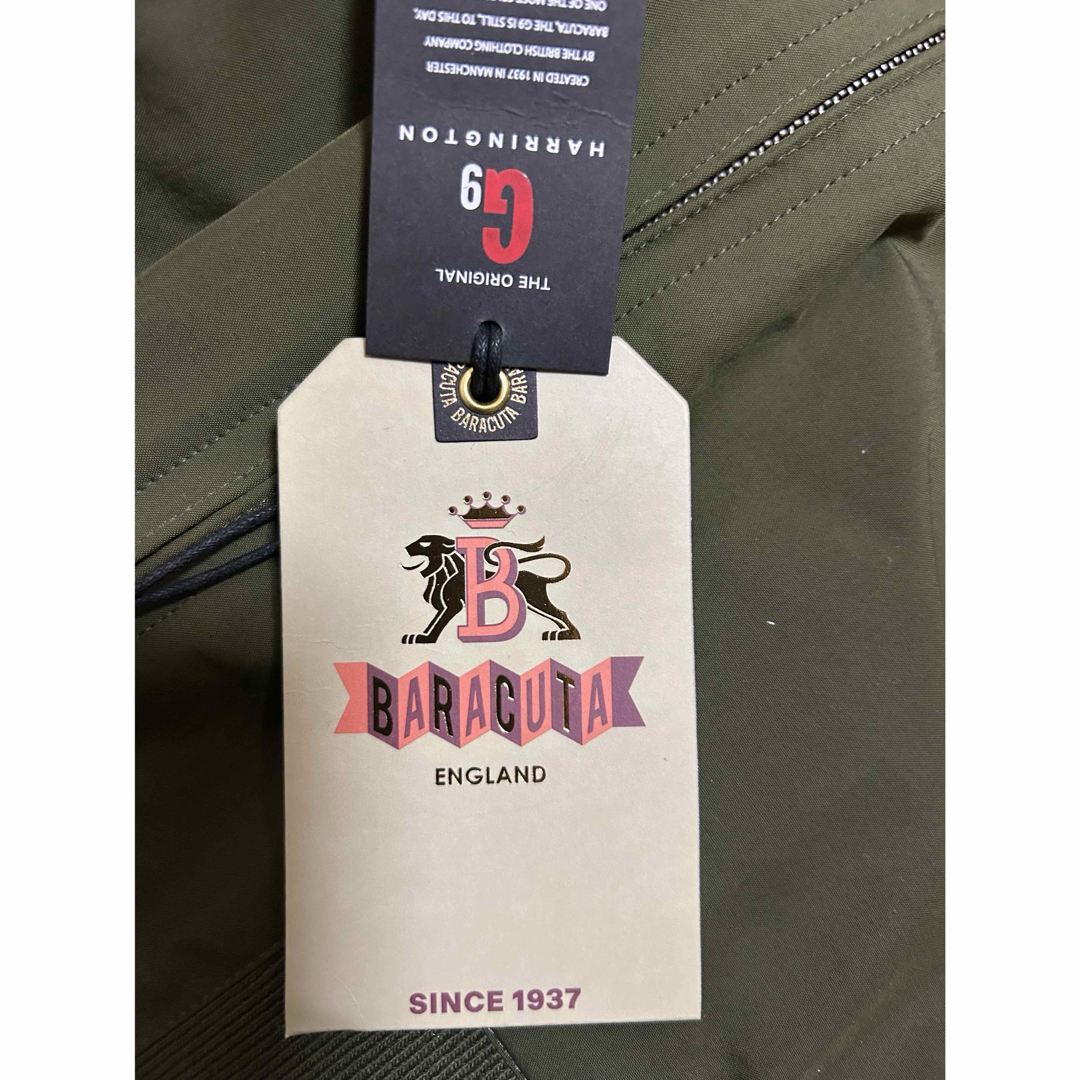 THE ORIGINAL
G9
HARRINGTON
CREATED IN 1937 IN MANCHESTER
BY THE BRITISH CLOTHING COMPANY
BARACUTA, THE G9 IS STILL, TO THIS DAY,
ONE OF THE MOST
BARACUTA
B
BARACUTA
ENGLAND
SINCE 1937